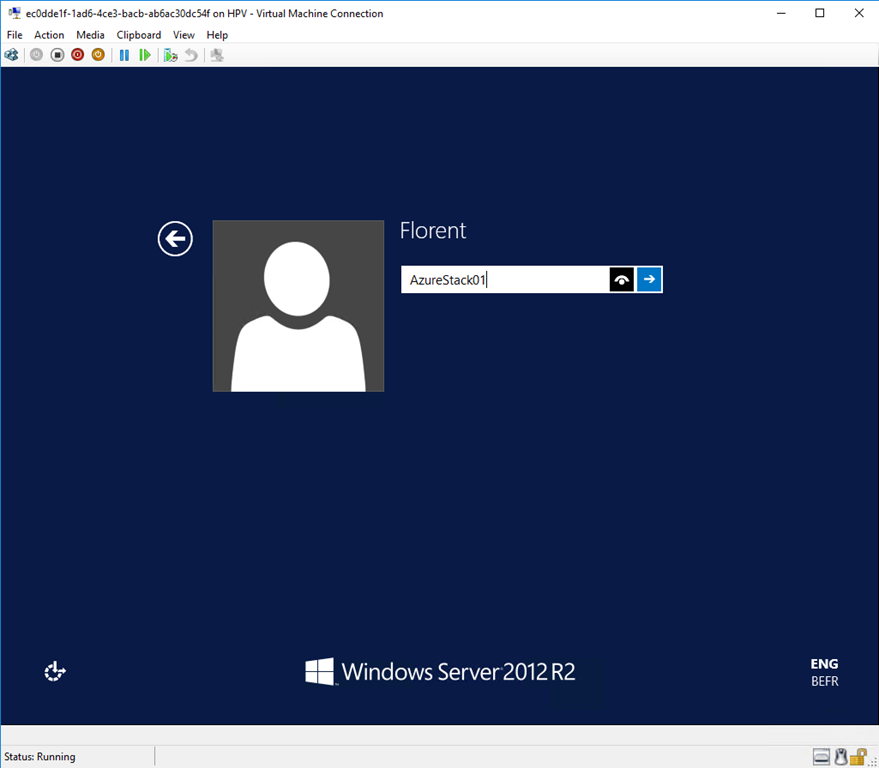 ec0dde1f-1ad6-4ce3-bacb-ab6ac30dc54f on HPV - Virtual Machine Connection
File Action Media Clipboard View Help
Florent
AzureStack01
Windows Server 2012 R2
ENG
BEFR
Status: Running